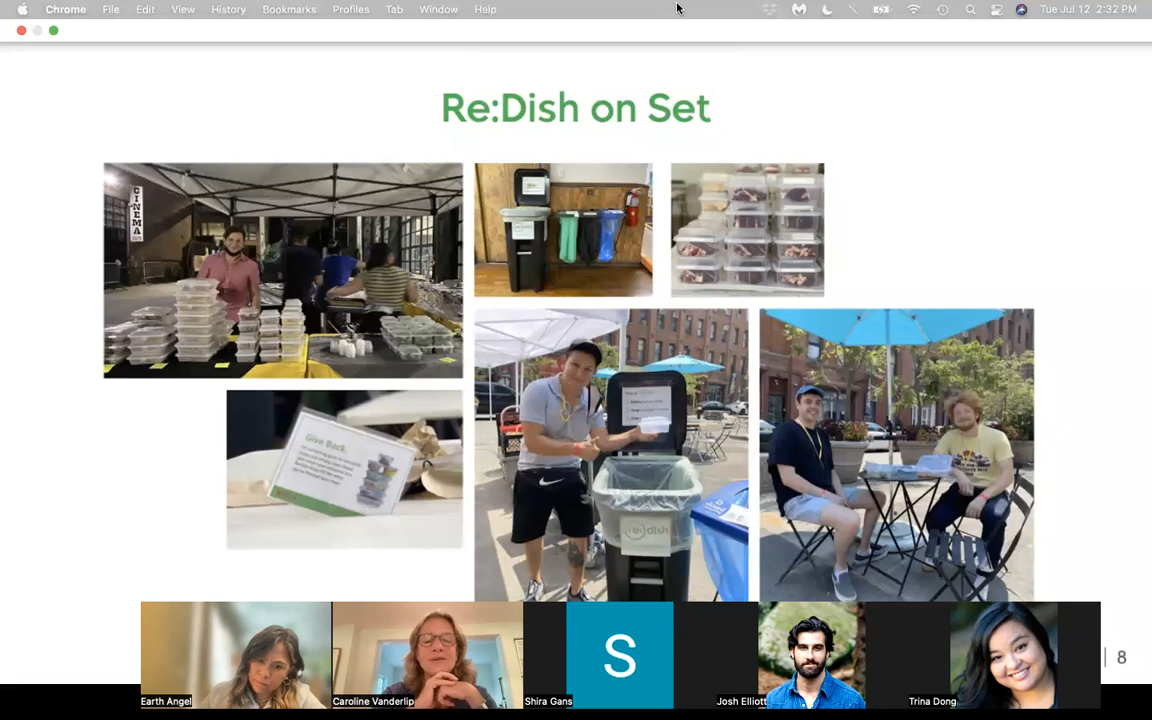 Chrome File Edit View History Bookmarks Profiles Tab Window Help Tue Jul 12 2:32 PM
Re:Dish on Set
CINEMA
Give Back.
dish
S
Earth Angel
Caroline Vanderlip
Shira Gans
Josh Elliott
Trina Dong
8